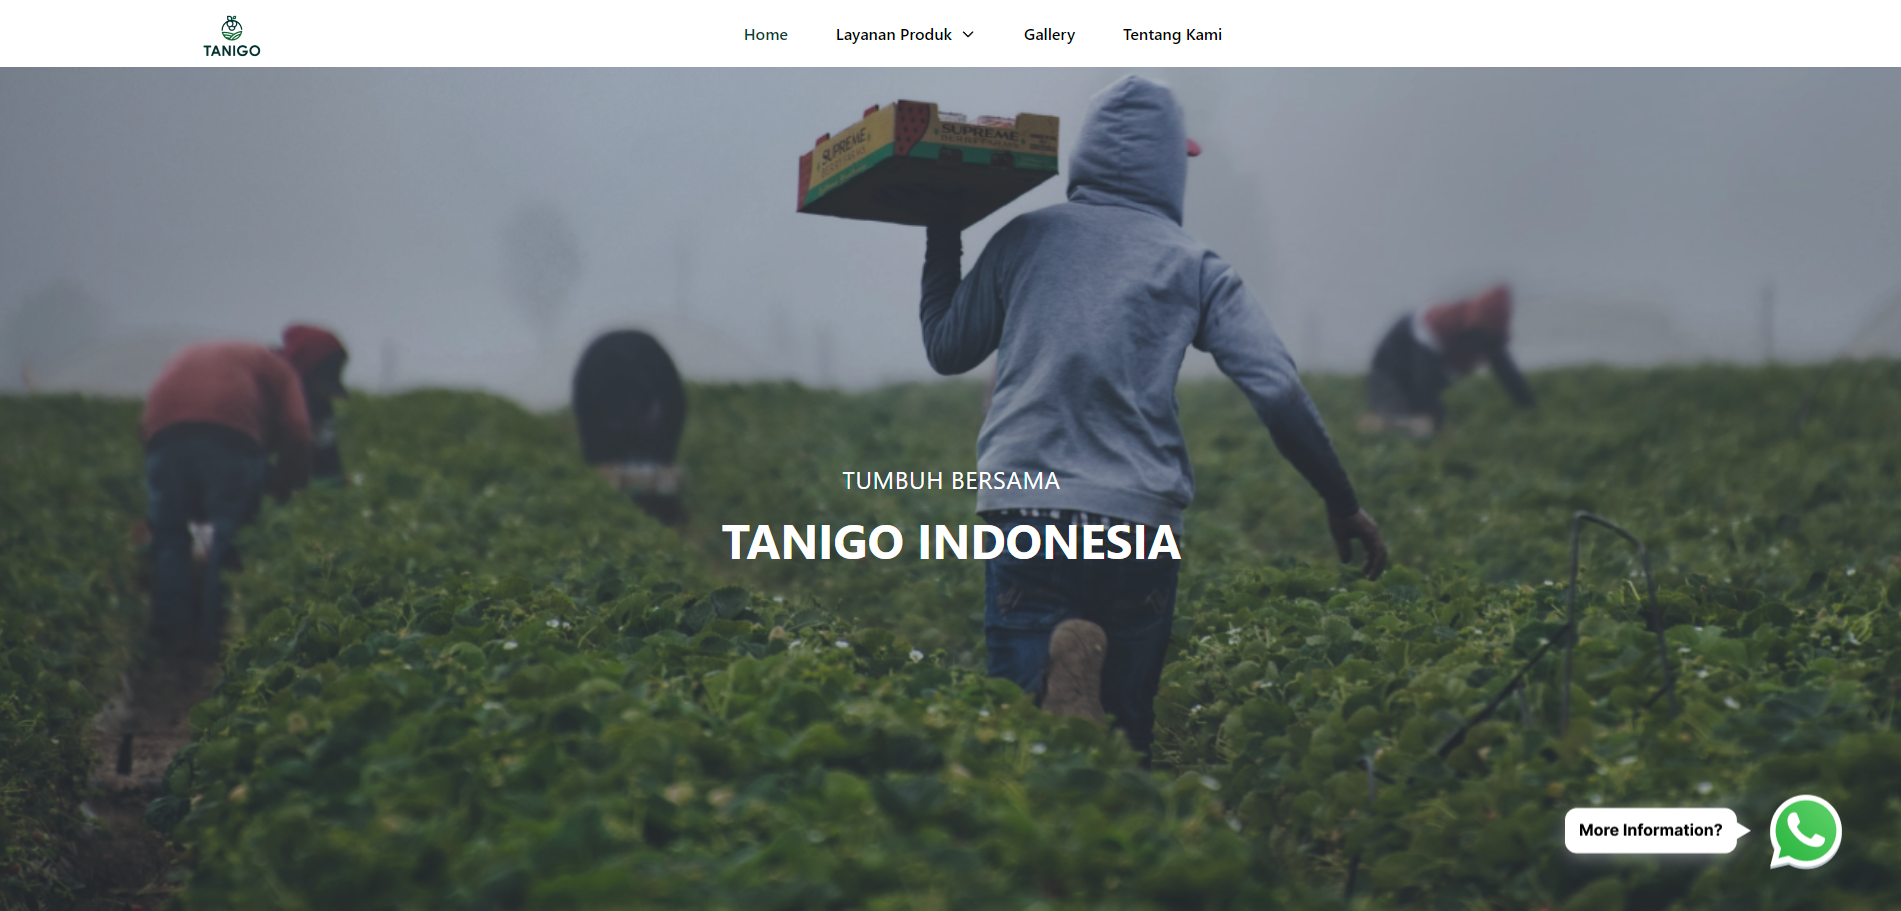 TANIGO
Home
Layanan Produk
Gallery
Tentang Kami
SUPREME
SUPREME
TUMBUH BERSAMA
TANIGO INDONESIA
More Information?